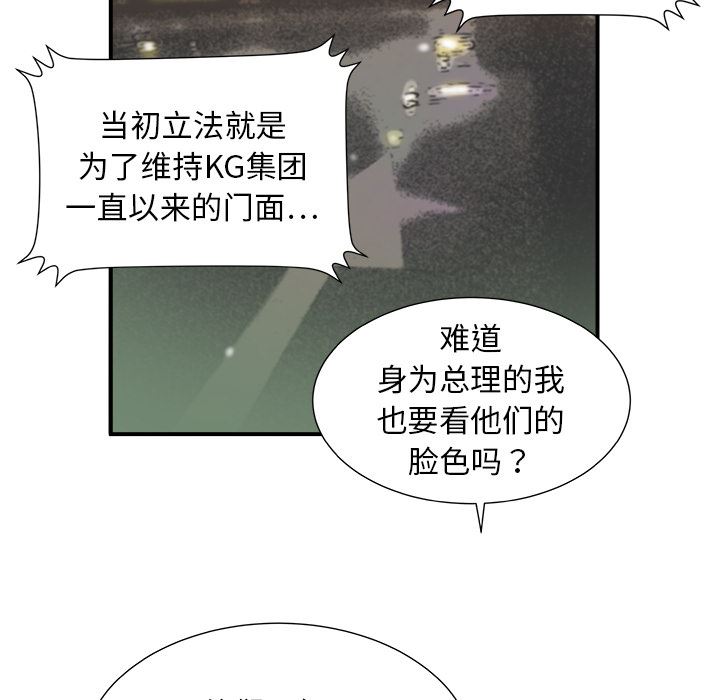 当初立法就是
为了维持KG集团
一直以来的门面...
难道
身为总理的我
也要看他们的
脸色吗？